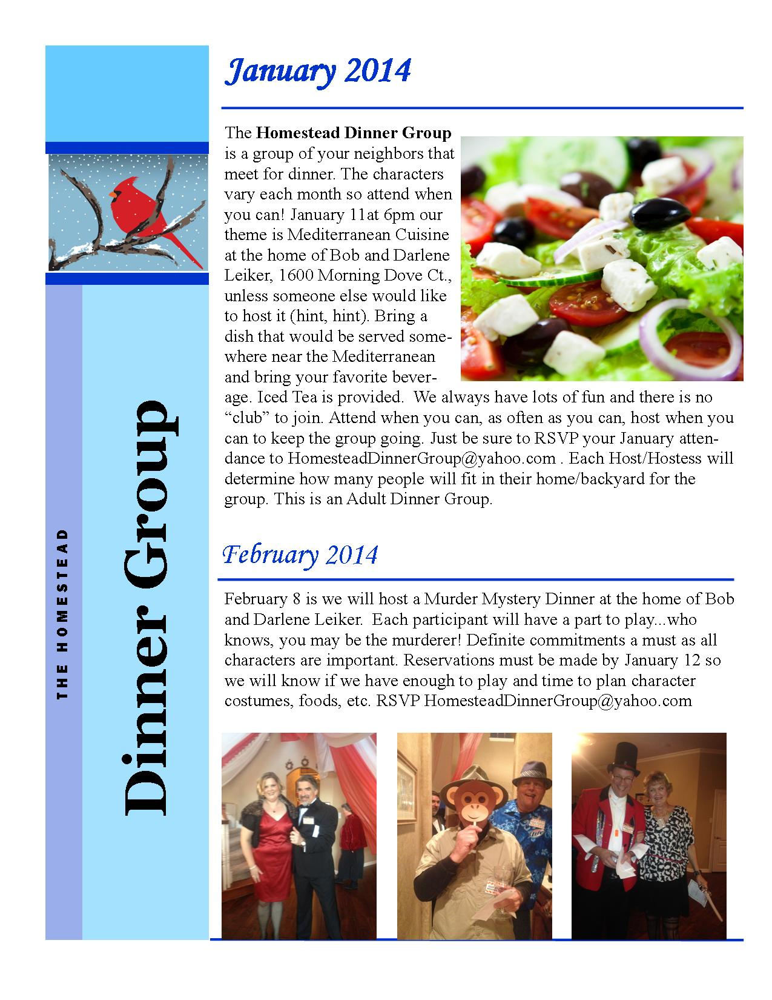 January 2014
The Homestead Dinner Group
is a group of your neighbors that
meet for dinner. The characters
vary each month so attend when
you can! January 11at 6pm our
theme is Mediterranean Cuisine
at the home of Bob and Darlene
Leiker, 1600 Morning Dove Ct.,
unless someone else would like
to host it (hint, hint). Bring a
dish that would be served some-
where near the Mediterranean
and bring your favorite bever-
age. Iced Tea is provided.  We always have lots of fun and there is no
“club” to join. Attend when you can, as often as you can, host when you
can to keep the group going. Just be sure to RSVP your January atten-
dance to HomesteadDinnerGroup@yahoo.com . Each Host/Hostess will
determine how many people will fit in their home/backyard for the
group. This is an Adult Dinner Group.
THE HOMESTEAD
Dinner Group
February 2014
February 8 is we will host a Murder Mystery Dinner at the home of Bob
and Darlene Leiker.  Each participant will have a part to play...who
knows, you may be the murderer! Definite commitments a must as all
characters are important. Reservations must be made by January 12 so
we will know if we have enough to play and time to plan character
costumes, foods, etc. RSVP HomesteadDinnerGroup@yahoo.com